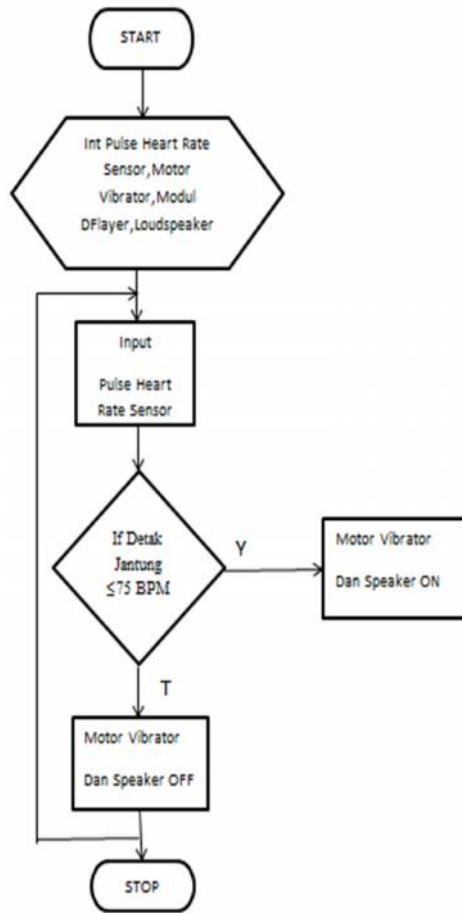 START
Int Pulse Heart Rate
Sensor,Motor
Vibrator,Modul
DFlayer,Loudspeaker
Input
Pulse Heart
Rate Sensor
If Detak
Jantung
≤75 BPM
Y
Motor Vibrator
Dan Speaker ON
T
Motor Vibrator
Dan Speaker OFF
STOP